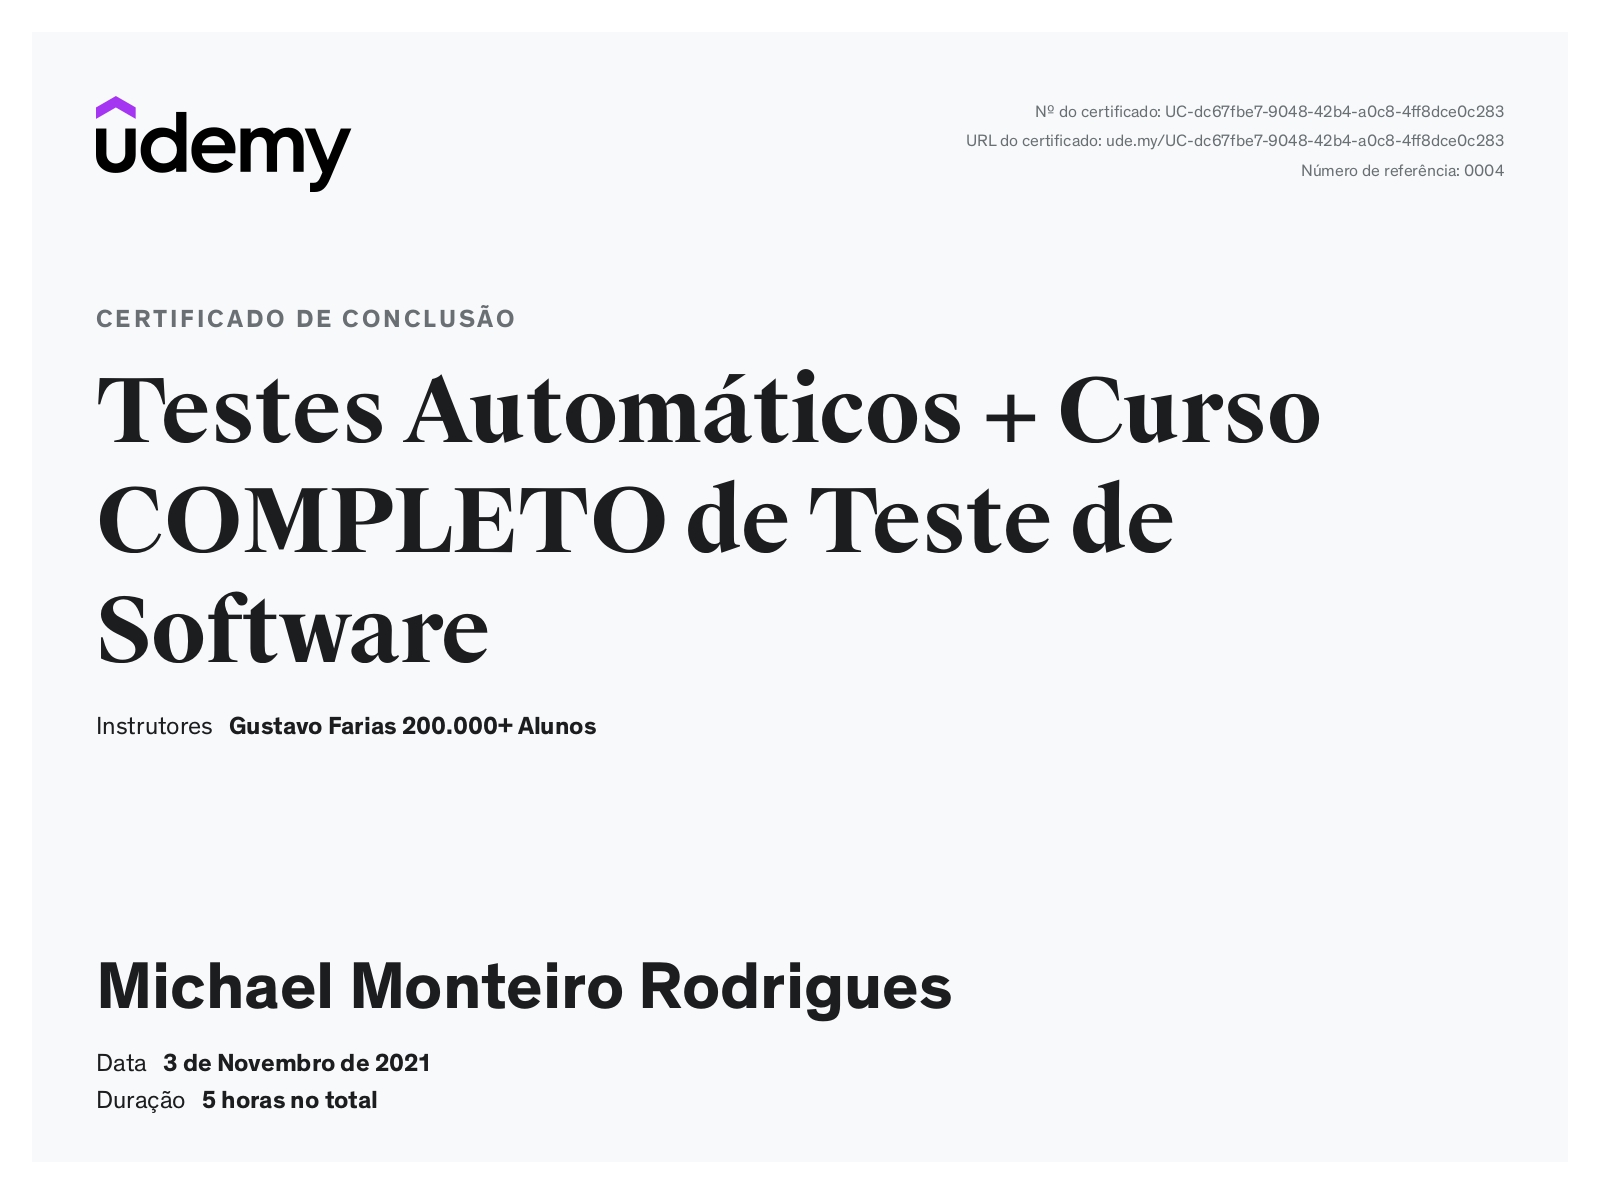 udemy
Nº do certificado: UC-dc67fbe7-9048-42b4-a0c8-4ff8dce0c283
URL do certificado: ude.my/UC-dc67fbe7-9048-42b4-a0c8-4ff8dce0c283
Número de referência: 0004
CERTIFICADO DE CONCLUSÃO
Testes Automáticos + Curso
COMPLETO de Teste de
Software
Instrutores Gustavo Farias 200.000+ Alunos
Michael Monteiro Rodrigues
Data 3 de Novembro de 2021
Duração 5 horas no total